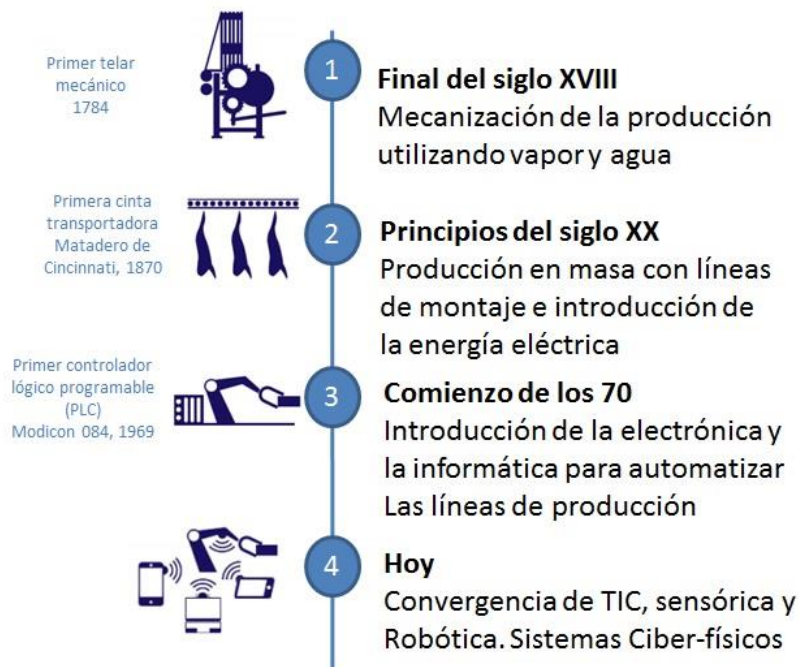 Primer telar
mecánico
1784
1
Final del siglo XVIII
Mecanización de la producción
utilizando vapor y agua
Primera cinta
transportadora
Matadero de
Cincinnati, 1870
2
Principios del siglo XX
Producción en masa con líneas
de montaje e introducción de
la energía eléctrica
Primer controlador
lógico programable
(PLC)
Modicon 084, 1969
3
Comienzo de los 70
Introducción de la electrónica y
la informática para automatizar
Las líneas de producción
4
Hoy
Convergencia de TIC, sensórica y
Robótica. Sistemas Ciber-físicos